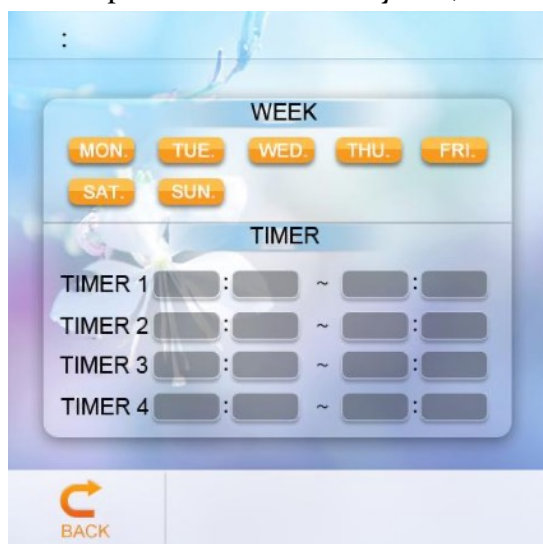 :
WEEK
MON. TUE. WED. THU. FRI.
SAT. SUN.
TIMER
TIMER 1 : ~ :
TIMER 2 : ~ :
TIMER 3 : ~ :
TIMER 4 : ~ :
BACK